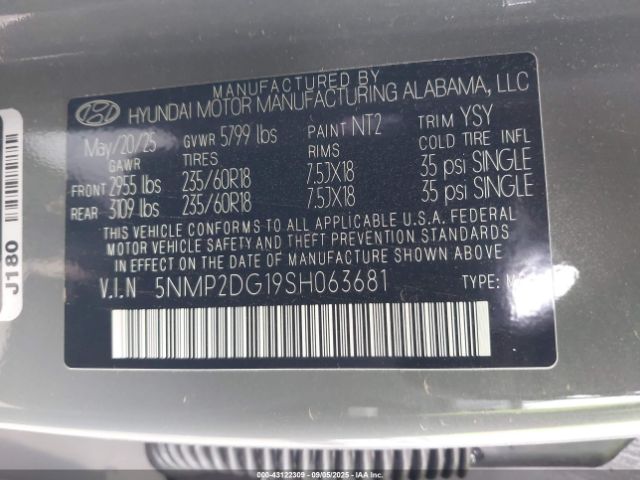 MANUFACTURED BY
HYUNDAI MOTOR MANUFACTURING ALABAMA, LLC
May/20/25 GVWR 5799 lbs PAINT NT2 TRIM YSY
GAWR TIRES RIMS COLD TIRE INFL
FRONT 2955 lbs 235/60R18 7.5JX18 35 psi SINGLE
REAR 3109 lbs 235/60R18 7.5JX18 35 psi SINGLE
THIS VEHICLE CONFORMS TO ALL APPLICABLE U.S.A. FEDERAL
MOTOR VEHICLE SAFETY AND THEFT PREVENTION
STANDARDS IN EFFECT ON THE DATE OF MANUFACTURE SHOWN ABOVE.
V.I.N 5NMP2DG19SH063681 TYPE:
J180
000-43122309 - 09/05/2025 - IAAI.COM